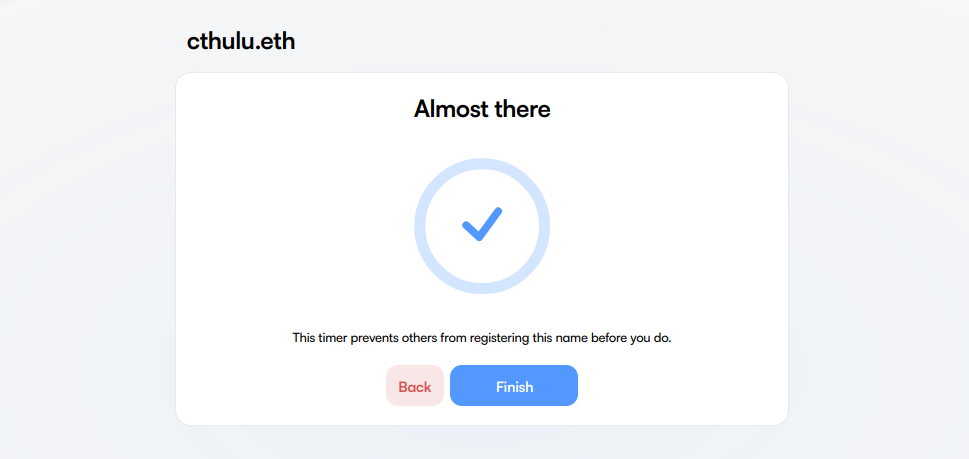 cthulu.eth
Almost there
This timer prevents others from registering this name before you do.
Back
Finish